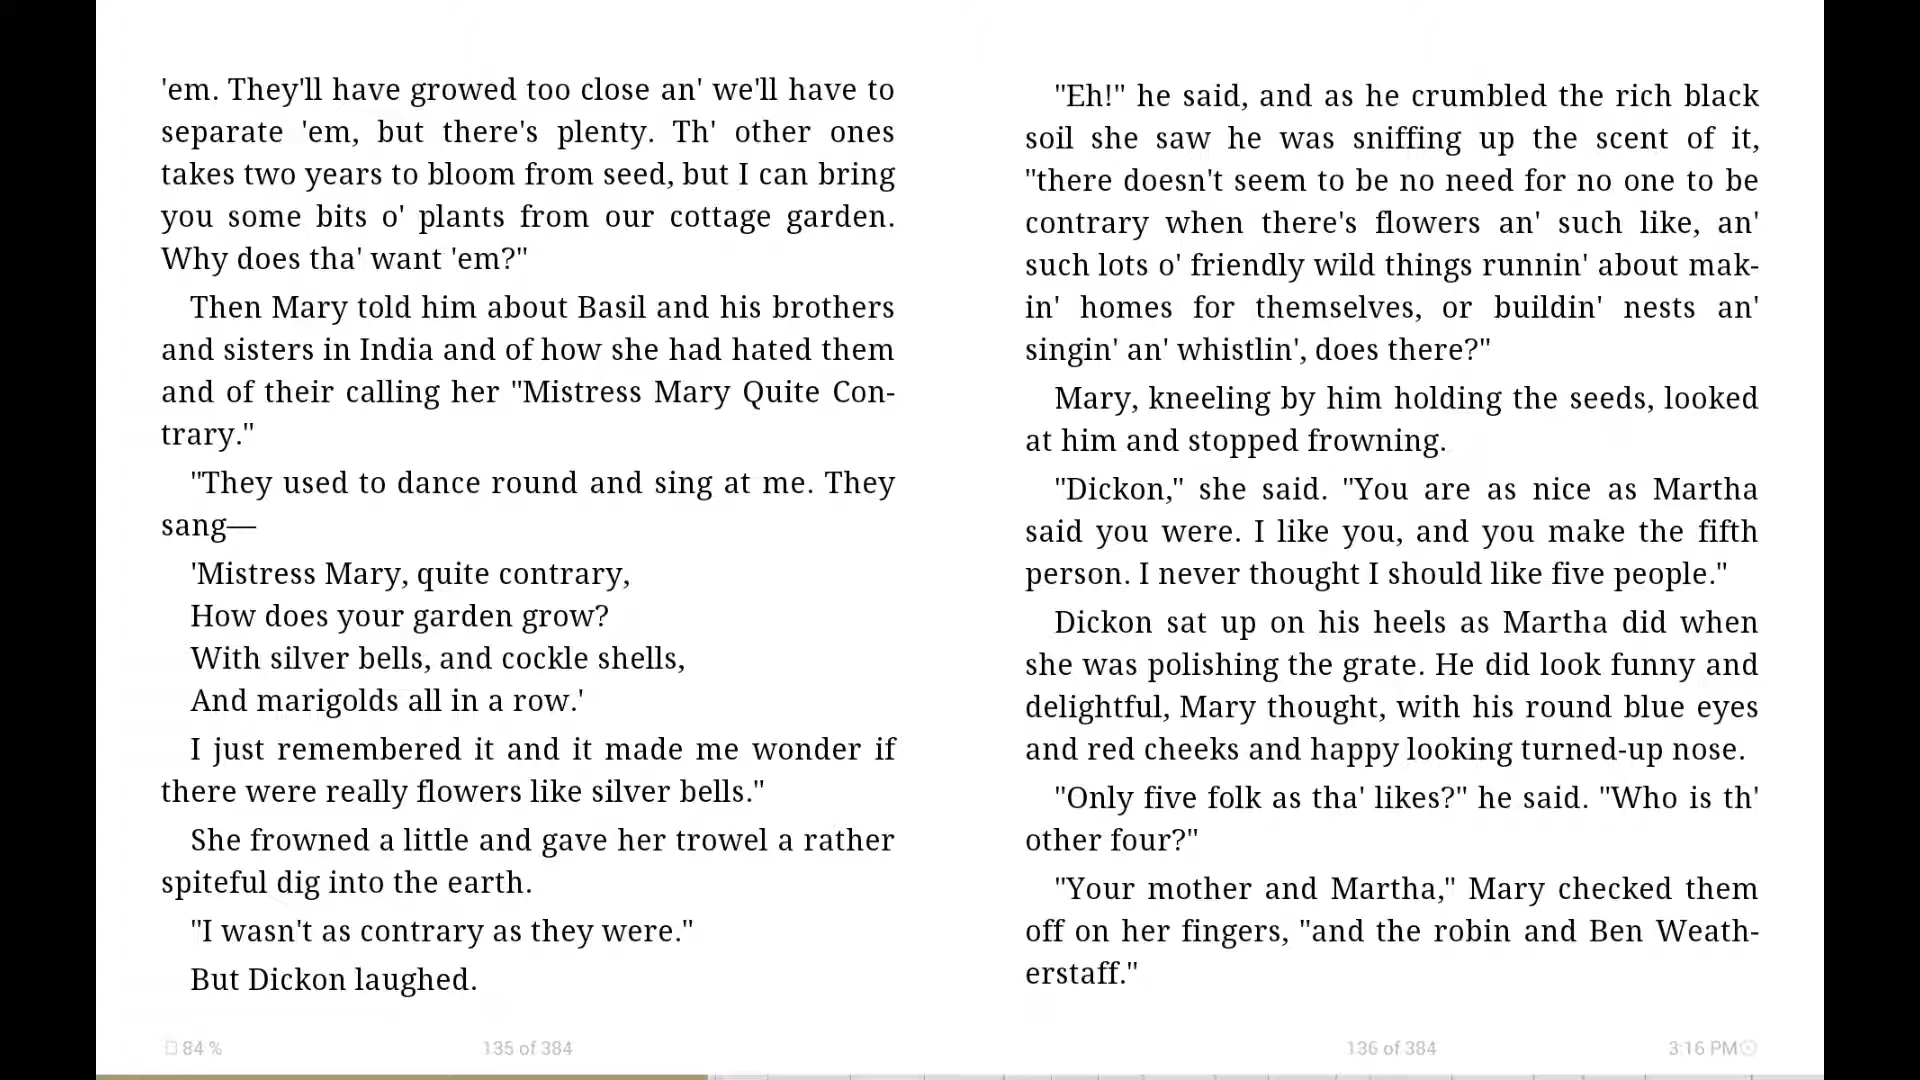 'em. They'll have growed too close an' we'll have to
separate 'em, but there's plenty. Th' other ones
takes two years to bloom from seed, but I can bring
you some bits o' plants from our cottage garden.
Why does tha' want 'em?"
Then Mary told him about Basil and his brothers
and sisters in India and of how she had hated them
and of their calling her "Mistress Mary Quite Con-
trary."
"They used to dance round and sing at me. They
sang—
'Mistress Mary, quite contrary,
How does your garden grow?
With silver bells, and cockle shells,
And marigolds all in a row.'
I just remembered it and it made me wonder if
there were really flowers like silver bells."
She frowned a little and gave her trowel a rather
spiteful dig into the earth.
"I wasn't as contrary as they were."
But Dickon laughed.
84 %
135 of 384
"Eh!" he said, and as he crumbled the rich black
soil she saw he was sniffing up the scent of it,
"there doesn't seem to be no need for no one to be
contrary when there's flowers an' such like, an'
such lots o' friendly wild things runnin' about mak-
in' homes for themselves, or buildin' nests an'
singin' an' whistlin', does there?"
Mary, kneeling by him holding the seeds, looked
at him and stopped frowning.
"Dickon," she said. "You are as nice as Martha
said you were. I like you, and you make the fifth
person. I never thought I should like five people."
Dickon sat up on his heels as Martha did when
she was polishing the grate. He did look funny and
delightful, Mary thought, with his round blue eyes
and red cheeks and happy looking turned-up nose.
"Only five folk as tha' likes?" he said. "Who is th'
other four?"
"Your mother and Martha," Mary checked them
off on her fingers, "and the robin and Ben Weath-
erstaff."
136 of 384
3:16 PM